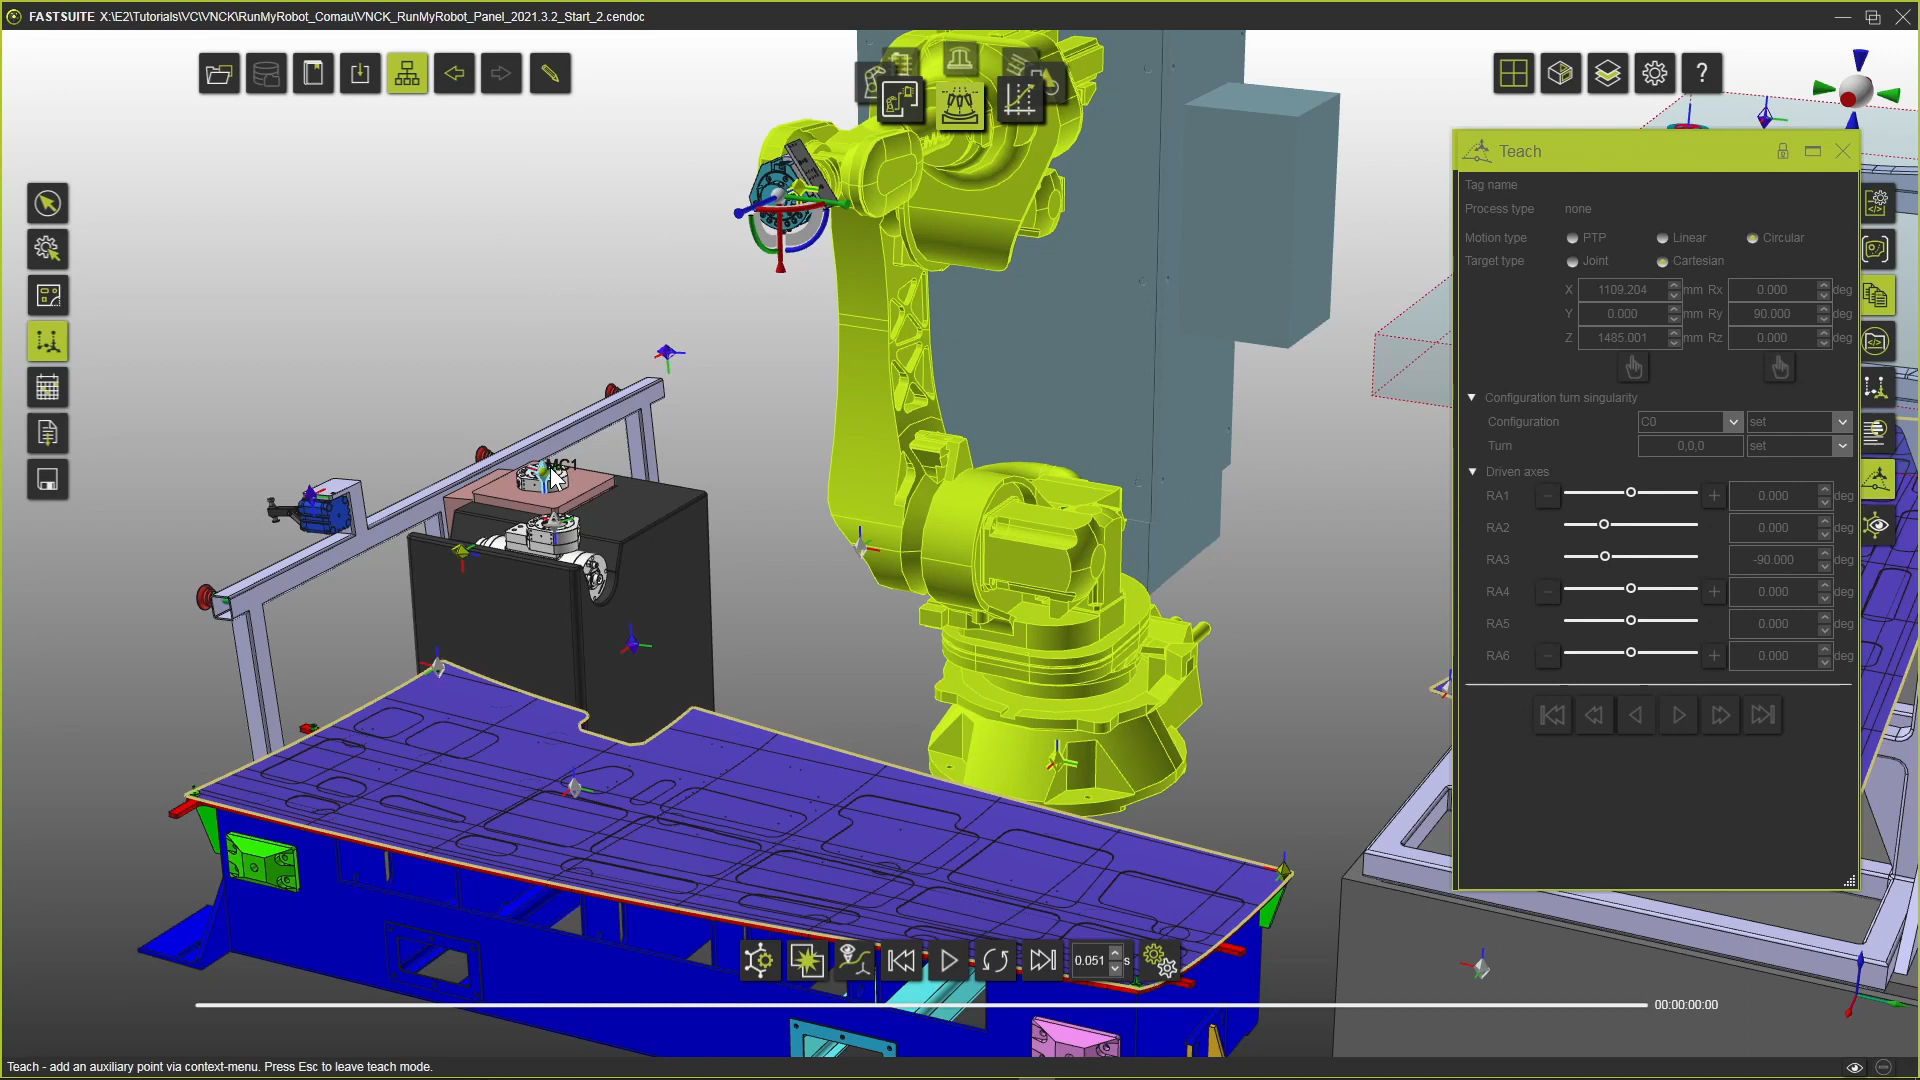 FASTSUITE X:\E2\Tutorials\VC\VNCK\RunMyRobot_Comau\VNCK_RunMyRobot_Panel_2021.3.2_Start_2.cendoc
?
Teach
Tag name
Process type none
Motion type PTP Linear Circular
Target type Joint Cartesian
X 1109.204 mm Rx 0.000 deg
Y 0.000 mm Ry 90.000 deg
Z 1485.001 mm Rz 0.000 deg
Configuration turn singularity
Configuration C0 set
Turn 0,0,0 set
Driven axes
RA1 - + 0.000 deg
RA2 0.000 deg
RA3 -90.000 deg
RA4 - + 0.000 deg
RA5 0.000 deg
RA6 - + 0.000 deg
MC1
0.051 s
00:00:00:00
Teach - add an auxiliary point via context-menu. Press Esc to leave teach mode.